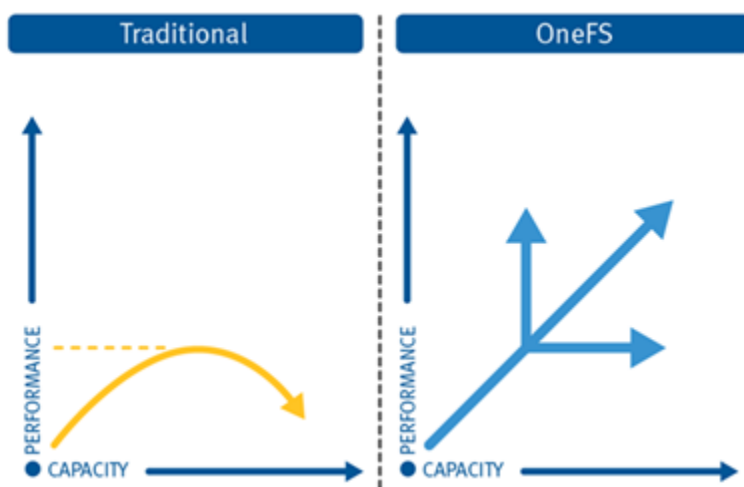 Traditional
OneFS
PERFORMANCE
CAPACITY
PERFORMANCE
CAPACITY